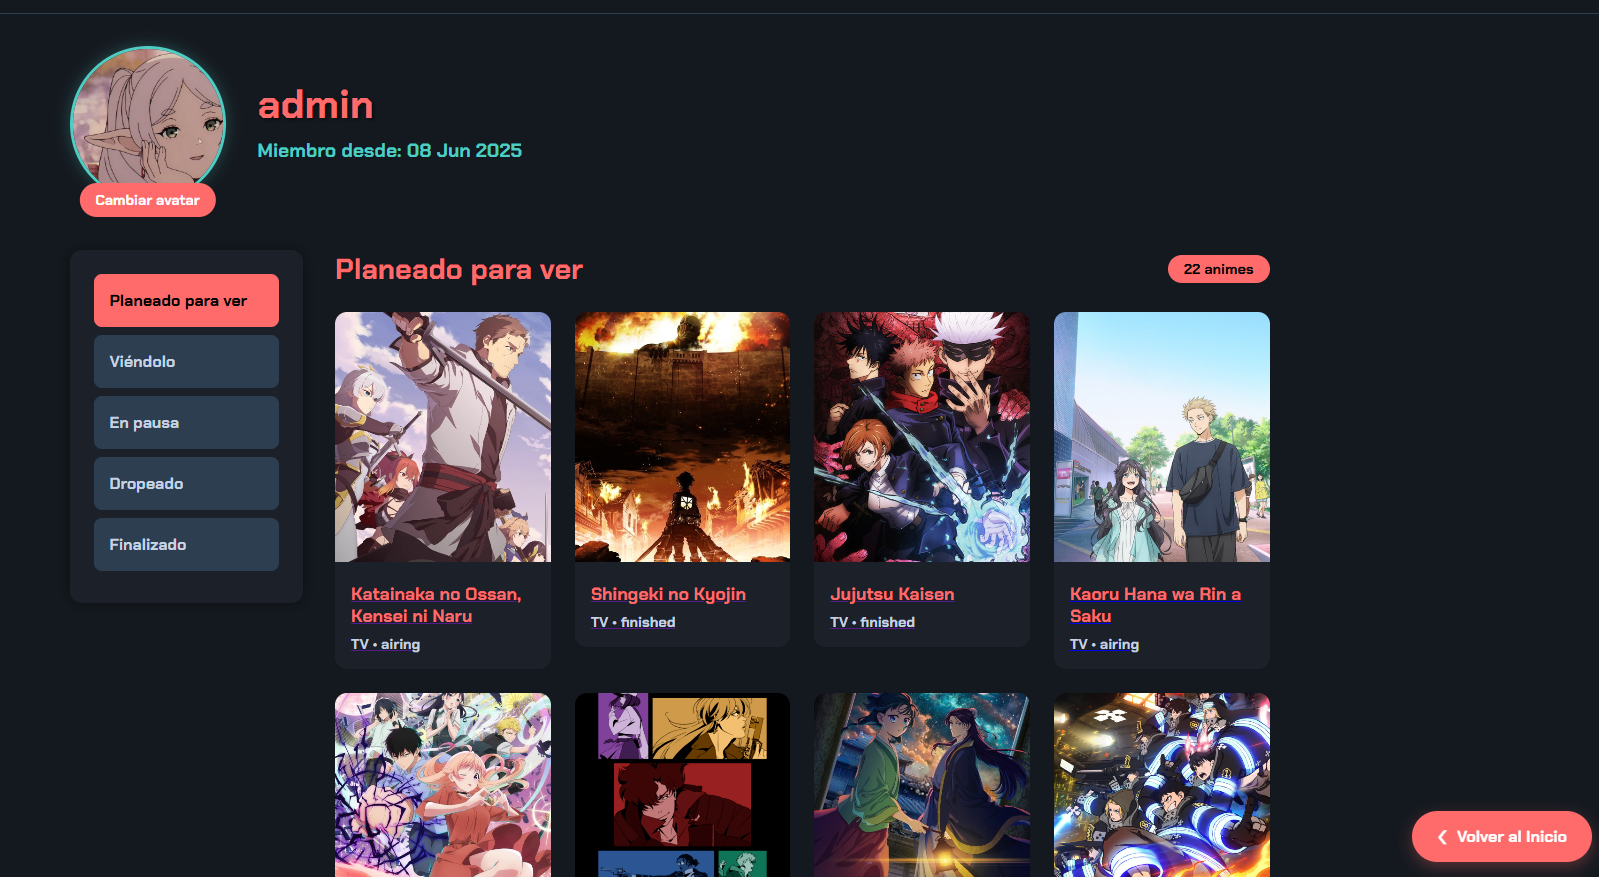 admin
Miembro desde: 08 Jun 2025
Cambiar avatar
Planeado para ver
Viéndolo
En pausa
Dropeado
Finalizado
Planeado para ver
22 animes
Katainaka no Ossan,
Kensei ni Naru
TV • airing
Shingeki no Kyojin
TV • finished
Jujutsu Kaisen
TV • finished
Kaoru Hana wa Rin a
Saku
TV • airing
❮ Volver al Inicio